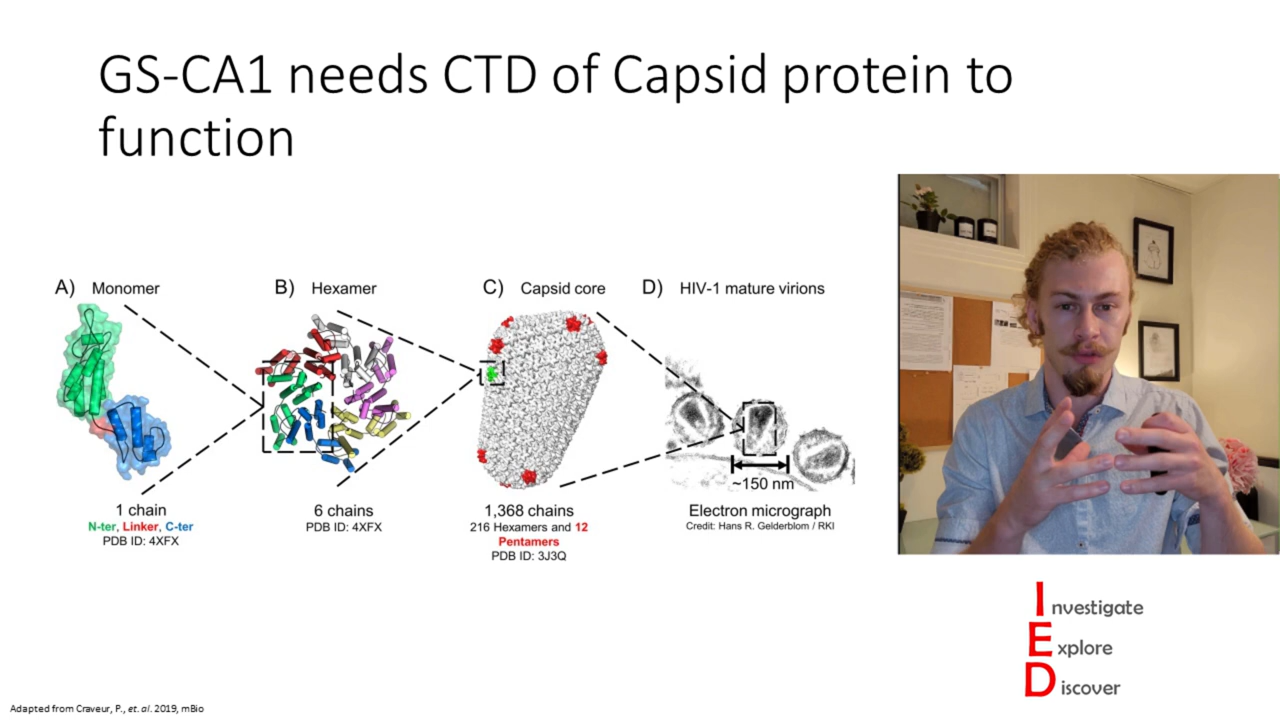 GS-CA1 needs CTD of Capsid protein to
function
A) Monomer
B) Hexamer
C) Capsid core
D) HIV-1 mature virions
~150 nm
1 chain
N-ter, Linker, C-ter
PDB ID: 4XFX
6 chains
PDB ID: 4XFX
1,368 chains
216 Hexamers and 12
Pentamers
PDB ID: 3J3Q
Electron micrograph
Credit: Hans R. Gelderblom / RKI
Investigate
Explore
Discover
Adapted from Craveur, P., et. al. 2019, mBio